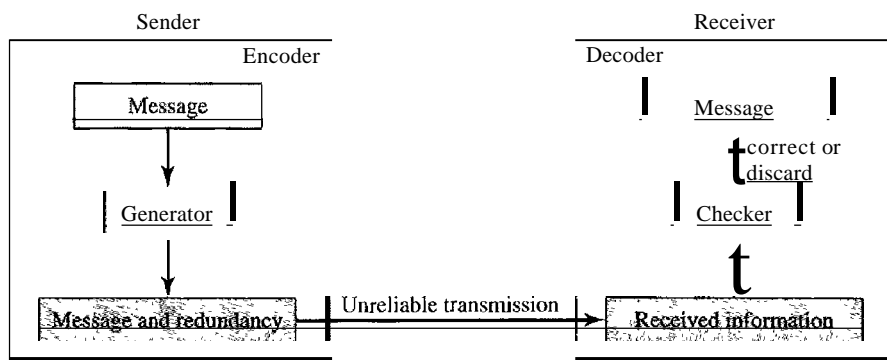 Sender
Receiver
Encoder
Decoder
Message
Message
t correct or
discard
Generator
Checker
t
Unreliable transmission
Message and redundancy
Received information